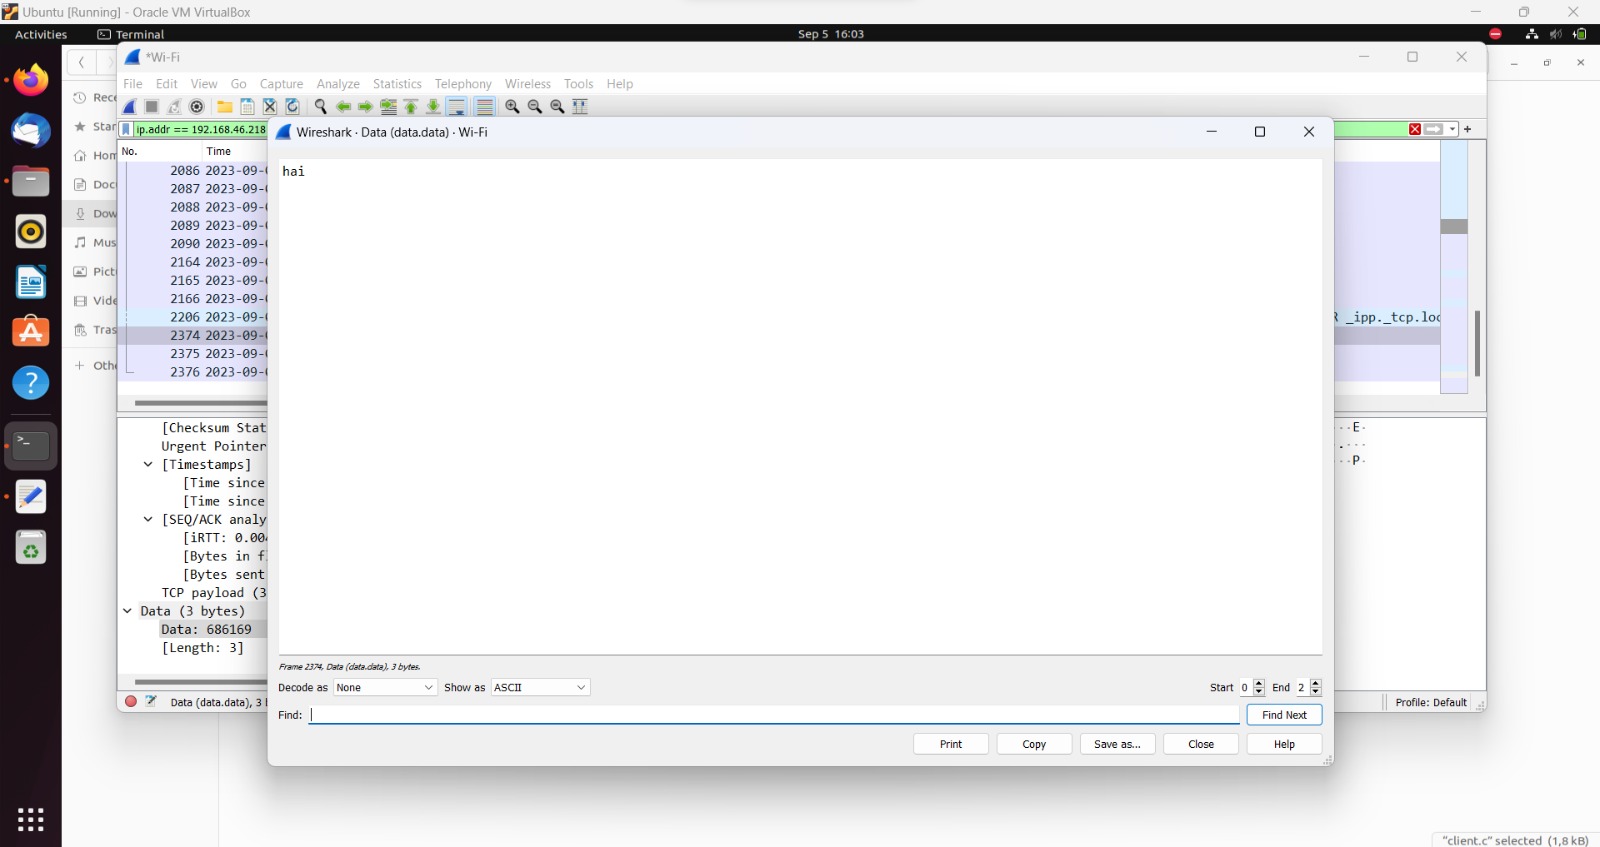 Ubuntu [Running] - Oracle VM VirtualBox
Activities
Terminal
Sep 5 16:03
*Wi-Fi
File Edit View Go Capture Analyze Statistics Telephony Wireless Tools Help
Rece
Star
Hom
Doc
Dow
Mus
Pict
Vide
Tras
+ Othe
ip.addr == 192.168.46.218
Wireshark · Data (data.data) · Wi-Fi
No. Time
2086 2023-09-
2087 2023-09-
2088 2023-09-
2089 2023-09-
2090 2023-09-
2164 2023-09-
2165 2023-09-
2166 2023-09-
2206 2023-09-
2374 2023-09-
2375 2023-09-
2376 2023-09-
_ipp._tcp.loc
hai
[Checksum Stat
Urgent Pointer
[Timestamps]
[Time since
[Time since
[SEQ/ACK analy
[iRTT: 0.004
[Bytes in f
[Bytes sent
TCP payload (3
Data (3 bytes)
Data: 686169
[Length: 3]
··E·
·.···
··P·
Frame 2374, Data (data.data), 3 bytes.
Decode as None Show as ASCII Start 0 End 2
Find: Find Next
Print Copy Save as... Close Help
Data (data.data), 3 b
Profile: Default
"client.c" selected (1,8 kB)